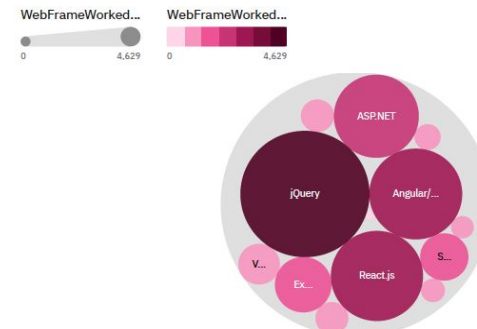 WebFrameWorked... WebFrameWorked...
0 4,629 0 4,629
ASP.NET
jQuery Angular/...
V... S...
Ex... React.js